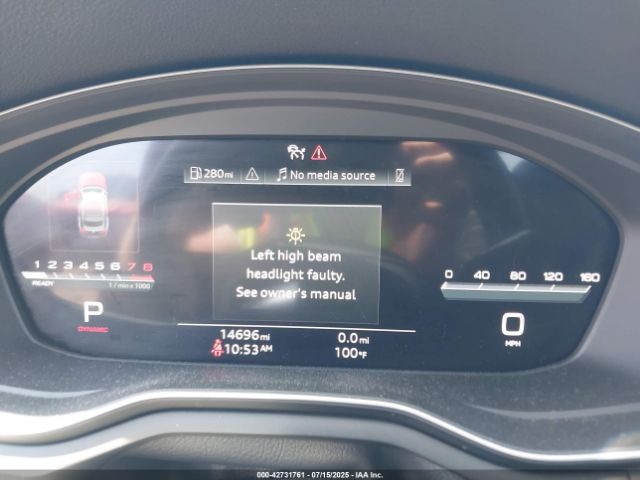 280mi
No media source
Left high beam
headlight faulty.
See owner's manual
1 2 3 4 5 6 7 8
READY 1/min x 1000
0 40 80 120 160
P
DYNAMIC
0
MPH
14696mi 0.0mi
10:53AM 100°F
000-42731761 - 07/15/2025 - IAA Inc.